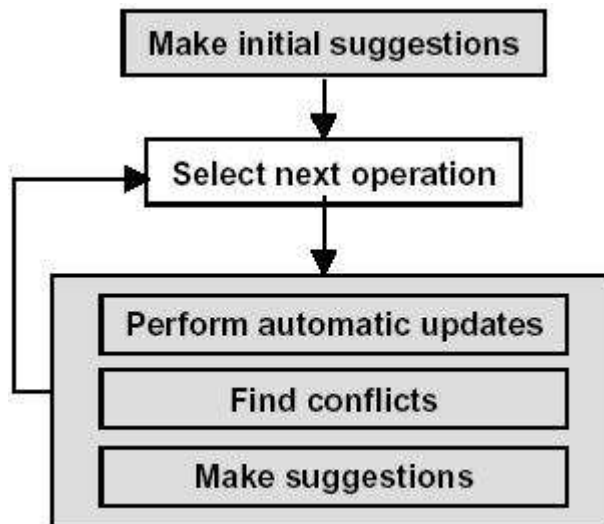 Make initial suggestions
Select next operation
Perform automatic updates
Find conflicts
Make suggestions